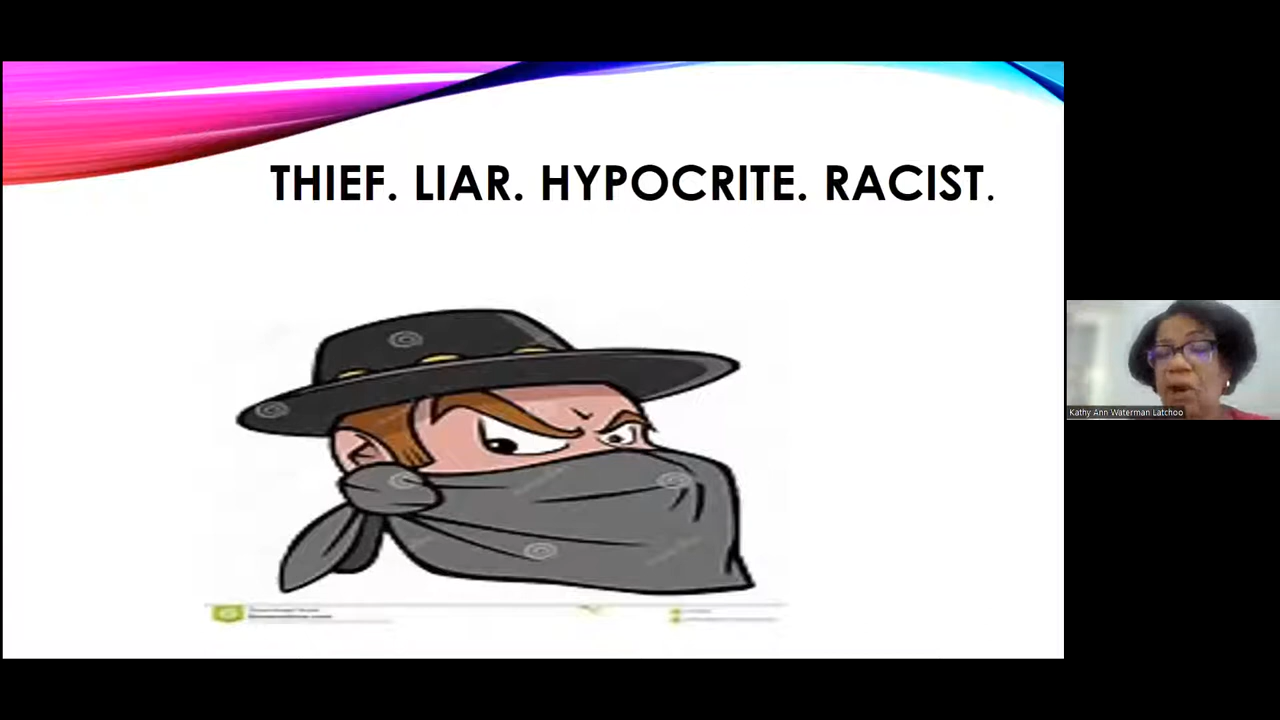 THIEF. LIAR. HYPOCRITE. RACIST.
Kathy Ann Waterman Latchoo